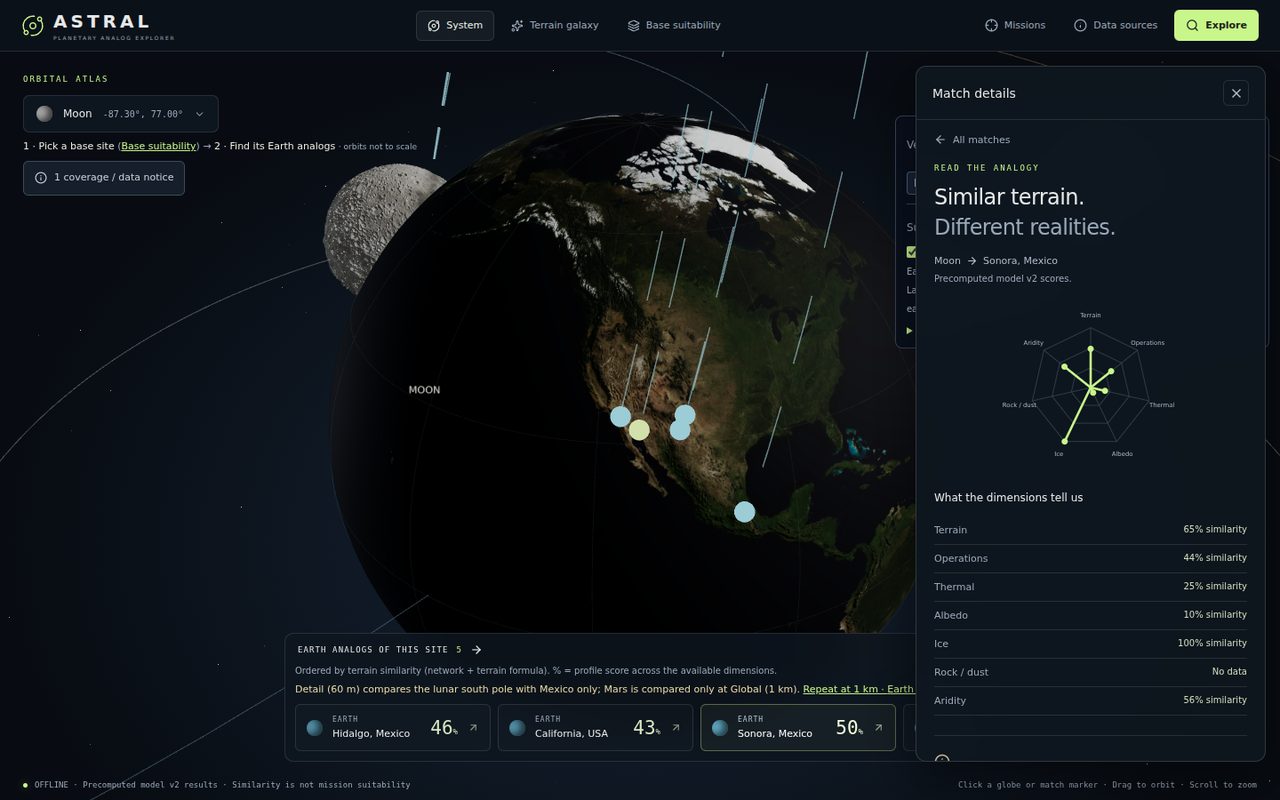 ASTRAL
PLANETARY ANALOG EXPLORER
System
Terrain galaxy
Base suitability
Missions
Data sources
Explore
ORBITAL ATLAS
Moon -87.30°, 77.00°
1 · Pick a base site (Base suitability) → 2 · Find its Earth analogs · orbits not to scale
1 coverage / data notice
MOON
Match details
All matches
READ THE ANALOGY
Similar terrain.
Different realities.
Moon → Sonora, Mexico
Precomputed model v2 scores.
Terrain
Aridity
Operations
Rock / dust
Thermal
Ice
Albedo
What the dimensions tell us
Terrain 65% similarity
Operations 44% similarity
Thermal 25% similarity
Albedo 10% similarity
Ice 100% similarity
Rock / dust No data
Aridity 56% similarity
EARTH ANALOGS OF THIS SITE 5 →
Ordered by terrain similarity (network + terrain formula). % = profile score across the available dimensions.
Detail (60 m) compares the lunar south pole with Mexico only; Mars is compared only at Global (1 km). Repeat at 1 km · Earth
EARTH
Hidalgo, Mexico 46%
EARTH
California, USA 43%
EARTH
Sonora, Mexico 50%
OFFLINE · Precomputed model v2 results · Similarity is not mission suitability
Click a globe or match marker · Drag to orbit · Scroll to zoom